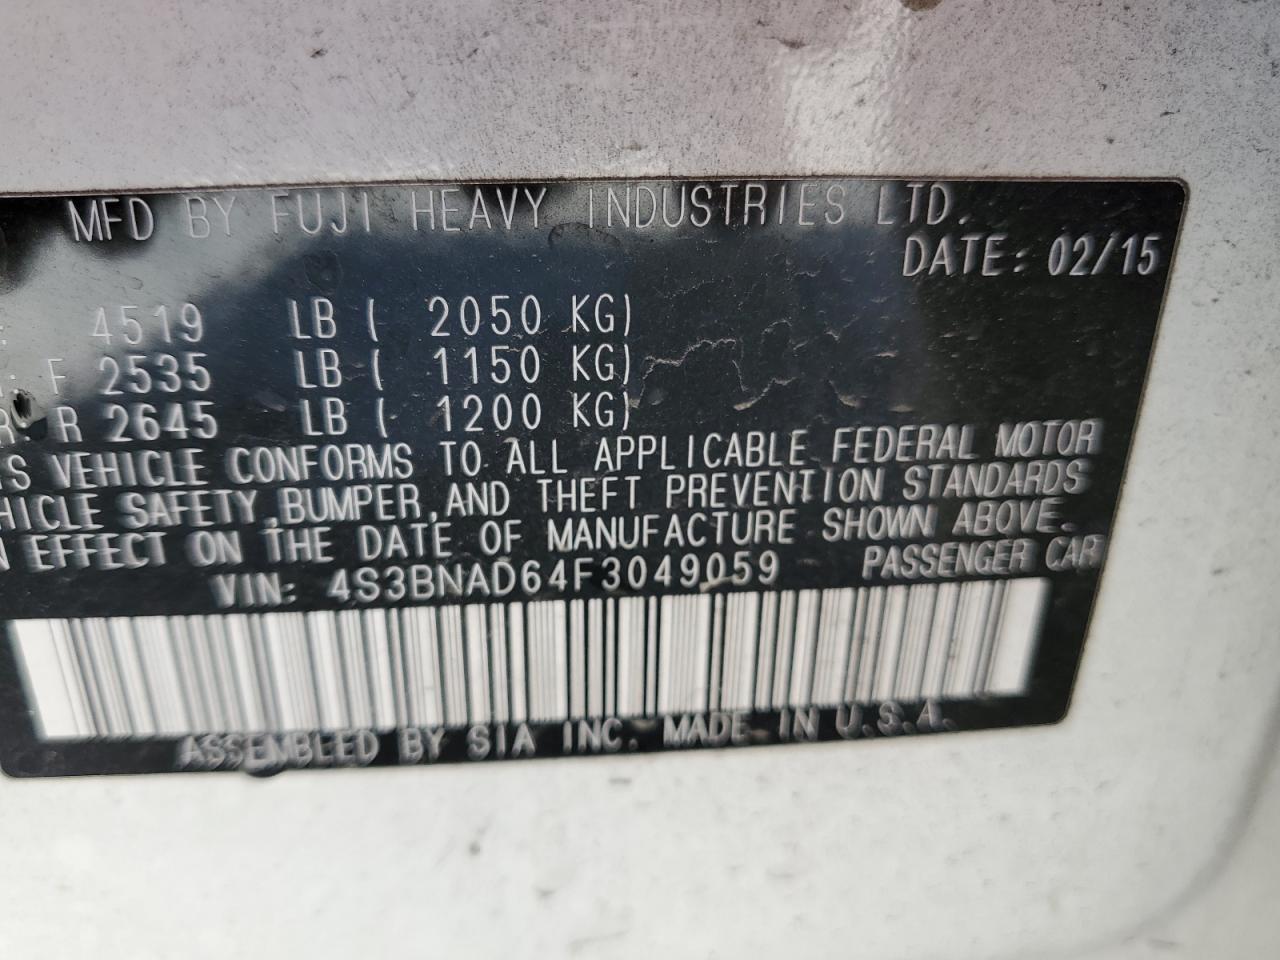 MFD BY FUJI HEAVY INDUSTRIES LTD.
DATE: 02/15
: 4519 LB ( 2050 KG)
: F 2535 LB ( 1150 KG)
R R 2645 LB ( 1200 KG)
S VEHICLE CONFORMS TO ALL APPLICABLE FEDERAL MOTOR
HICLE SAFETY,BUMPER,AND THEFT PREVENTION STANDARDS
N EFFECT ON THE DATE OF MANUFACTURE SHOWN ABOVE.
VIN: 4S3BNAD64F3049059 PASSENGER CAR
ASSEMBLED BY SIA INC. MADE IN U.S.A.